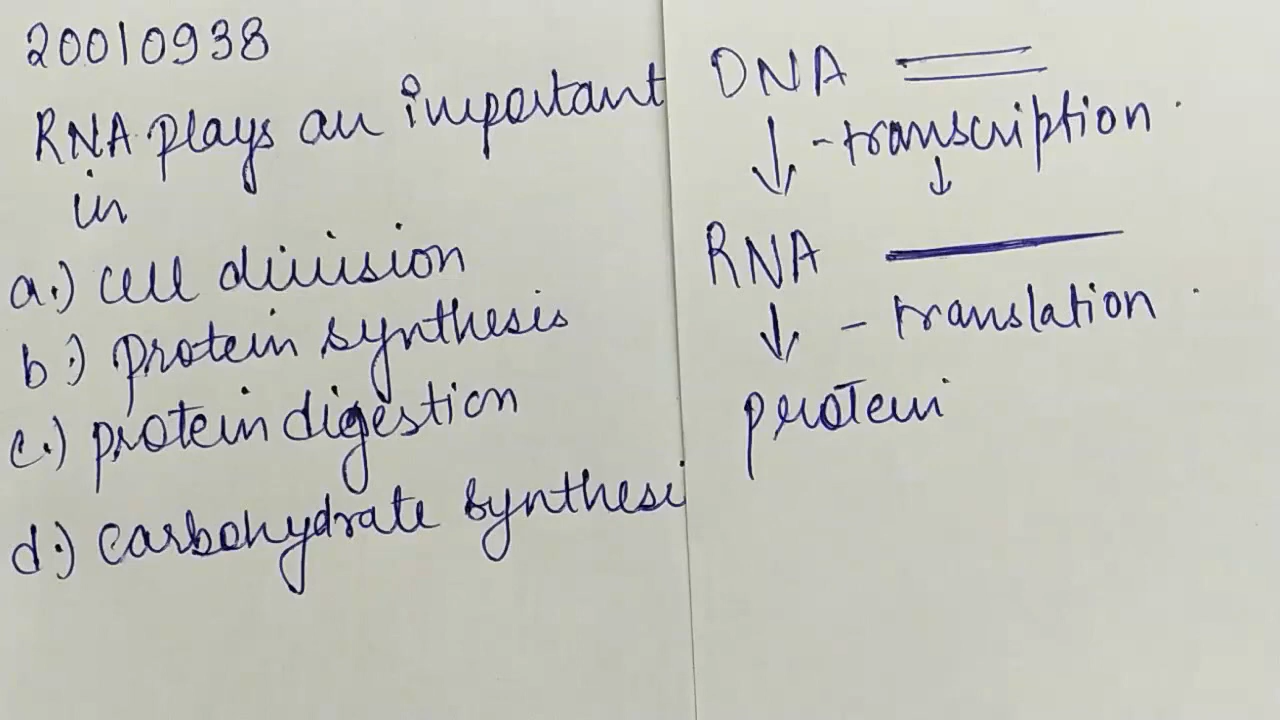 20010938
RNA plays an important
in
a.) cell division
b.) protein synthesis
c.) protein digestion
d.) carbohydrate synthesi
DNA
- transcription
RNA
- translation
protein